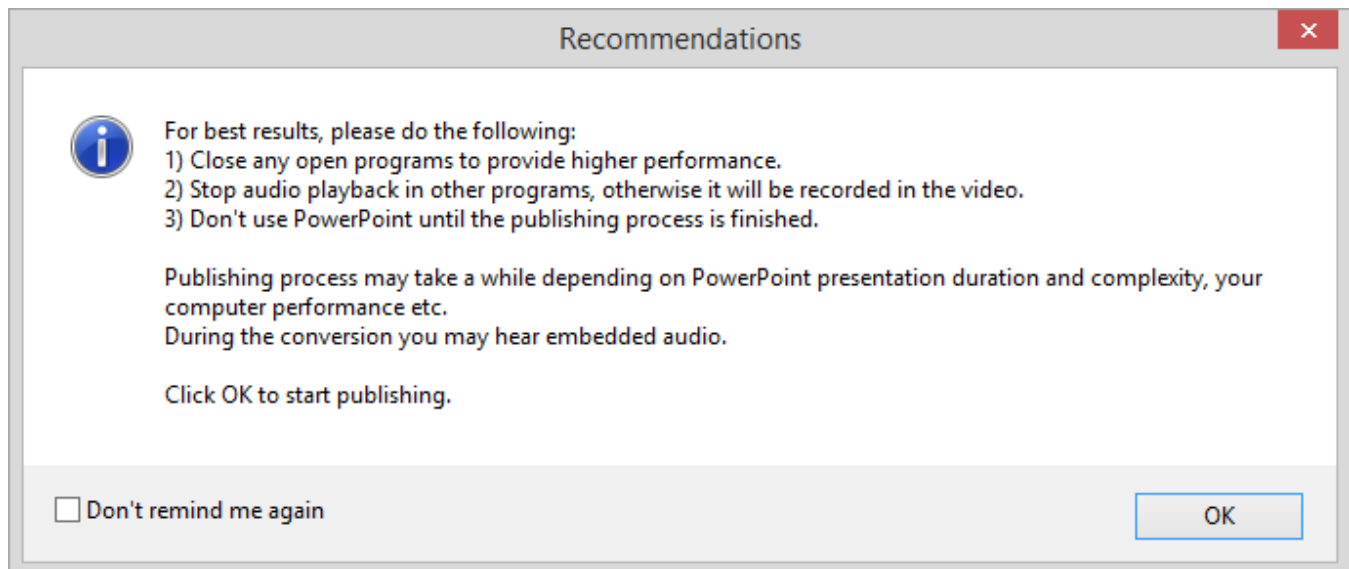 Recommendations
For best results, please do the following:
1) Close any open programs to provide higher performance.
2) Stop audio playback in other programs, otherwise it will be recorded in the video.
3) Don't use PowerPoint until the publishing process is finished.
Publishing process may take a while depending on PowerPoint presentation duration and complexity, your
computer performance etc.
During the conversion you may hear embedded audio.
Click OK to start publishing.
Don't remind me again
OK